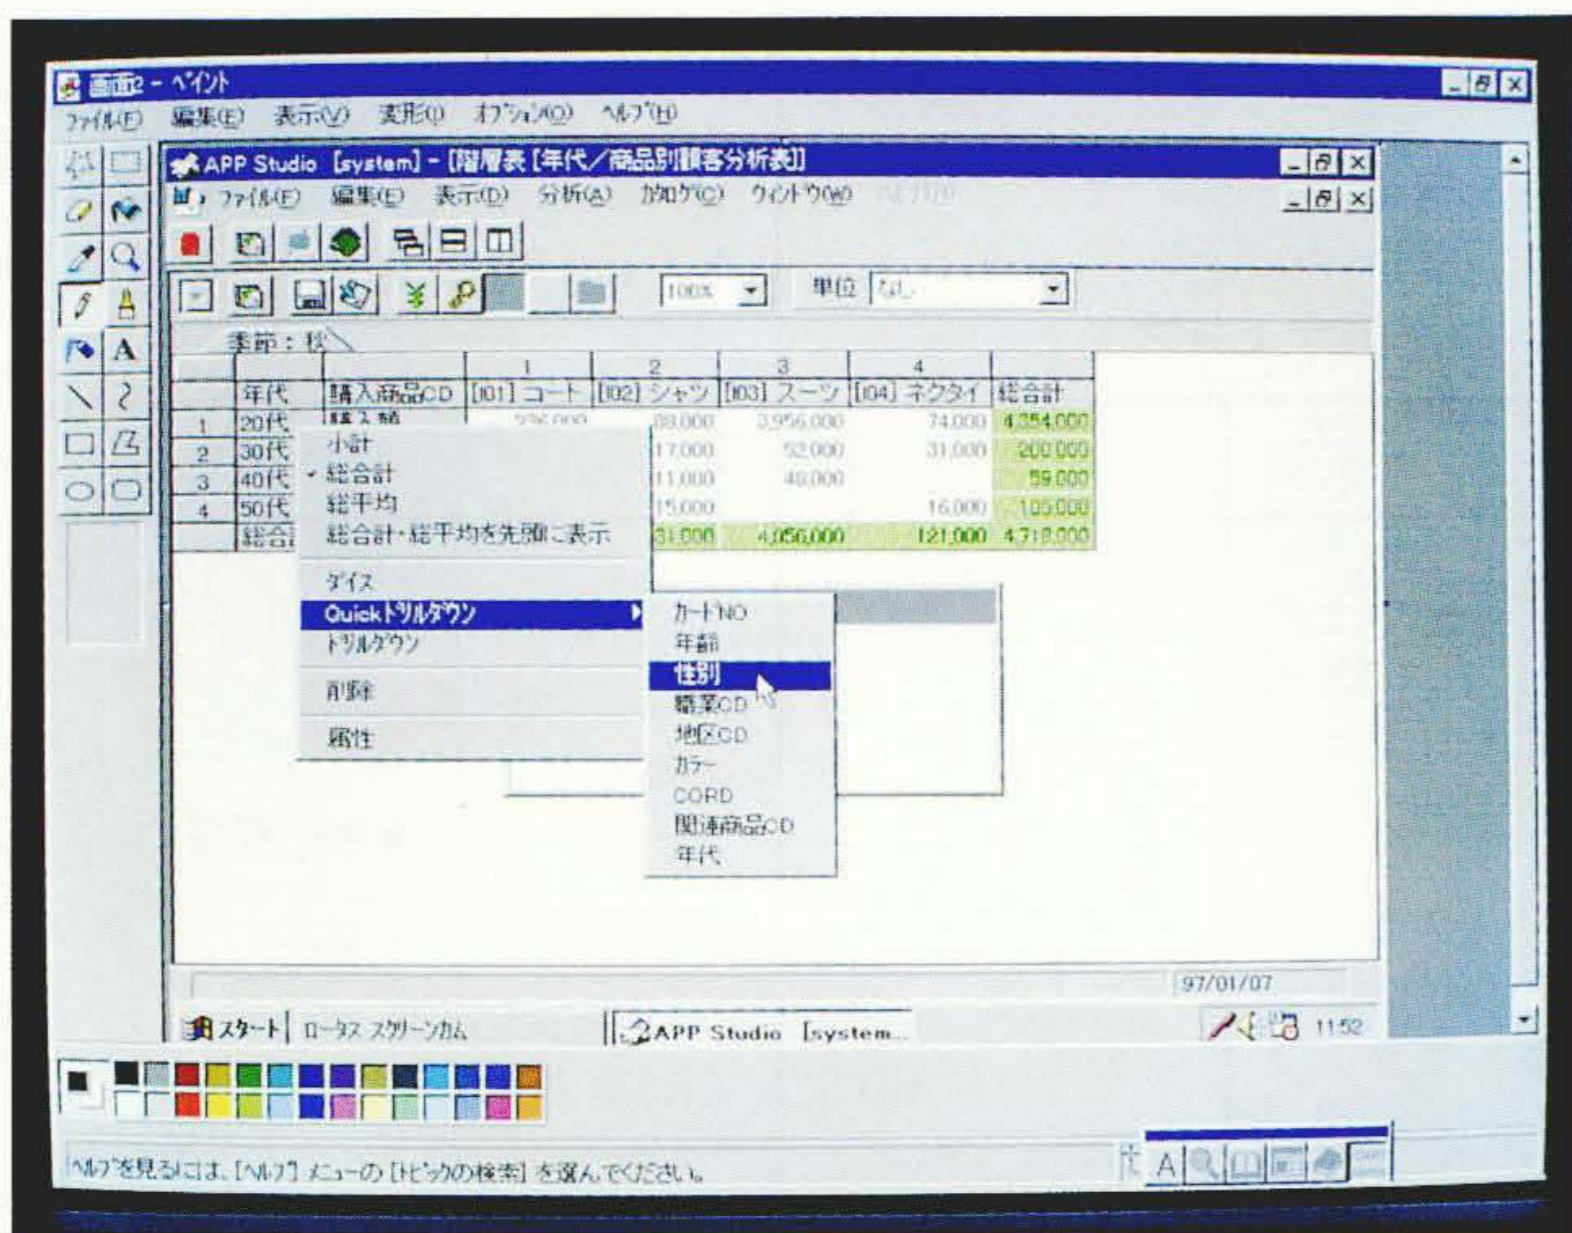 画面2 - ペイント
ファイル(F) 編集(E) 表示(V) 変形(I) オプション(O) ヘルプ(H)
APP Studio [system] - [階層表 [年代／商品別顧客分析表]]
ファイル(F) 編集(E) 表示(D) 分析(A) カタログ(C) ウィンドウ(W)
100% 単位 なし
季節：秋
1 2 3 4
年代 購入商品CD [I01] コート [I02] シャツ [I03] スーツ [I04] ネクタイ 総合計
1 20代 購入額 236,000 88,000 3,956,000 74,000 4,354,000
2 30代 17,000 52,000 31,000 200,000
3 40代 11,000 48,000 59,000
4 50代 15,000 16,000 105,000
総合 31,000 4,056,000 121,000 4,718,000
小計
総合計
総平均
総合計・総平均を先頭に表示
ダイス
Quickドリルダウン
ドリルダウン
削除
属性
カードNO
年齢
性別
職業CD
地区CD
カラー
CORD
関連商品CD
年代
97/01/07
スタート ロータス スクリーンカム APP Studio [system... 11:52
ヘルプを見るには、[ヘルプ] メニューの [トピックの検索] を選んでください。
A